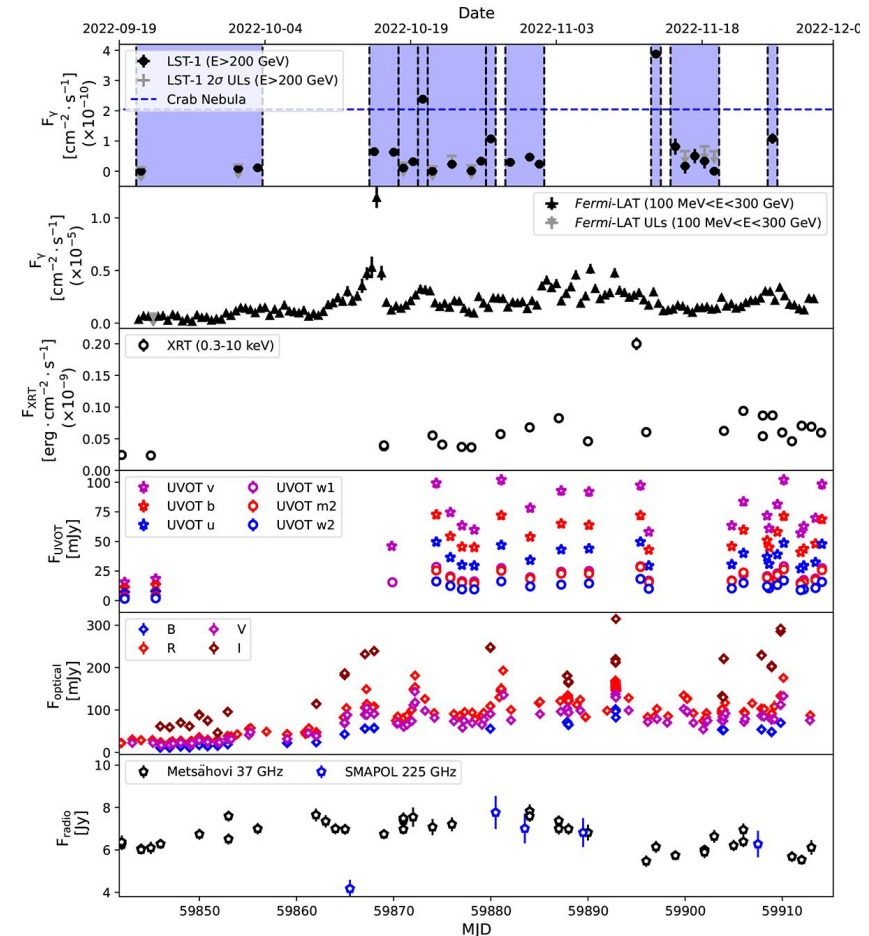 Date
2022-09-19 2022-10-04 2022-10-19 2022-11-03 2022-11-18 2022-12-0
4
3
2
1
0
Fγ
[cm⁻² · s⁻¹]
(×10⁻¹⁰)
LST-1 (E>200 GeV)
LST-1 2σ ULs (E>200 GeV)
Crab Nebula
1.0
0.5
0.0
Fγ
[cm⁻² · s⁻¹]
(×10⁻⁵)
Fermi-LAT (100 MeV<E<300 GeV)
Fermi-LAT ULs (100 MeV<E<300 GeV)
0.20
0.15
0.10
0.05
0.00
F_XRT
[erg · cm⁻² · s⁻¹]
(×10⁻⁹)
XRT (0.3-10 keV)
100
75
50
25
0
F_UVOT
[mJy]
UVOT v UVOT w1
UVOT b UVOT m2
UVOT u UVOT w2
300
200
100
0
F_optical
[mJy]
B V
R I
10
8
6
4
F_radio
[Jy]
Metsähovi 37 GHz SMAPOL 225 GHz
59850 59860 59870 59880 59890 59900 59910
MJD